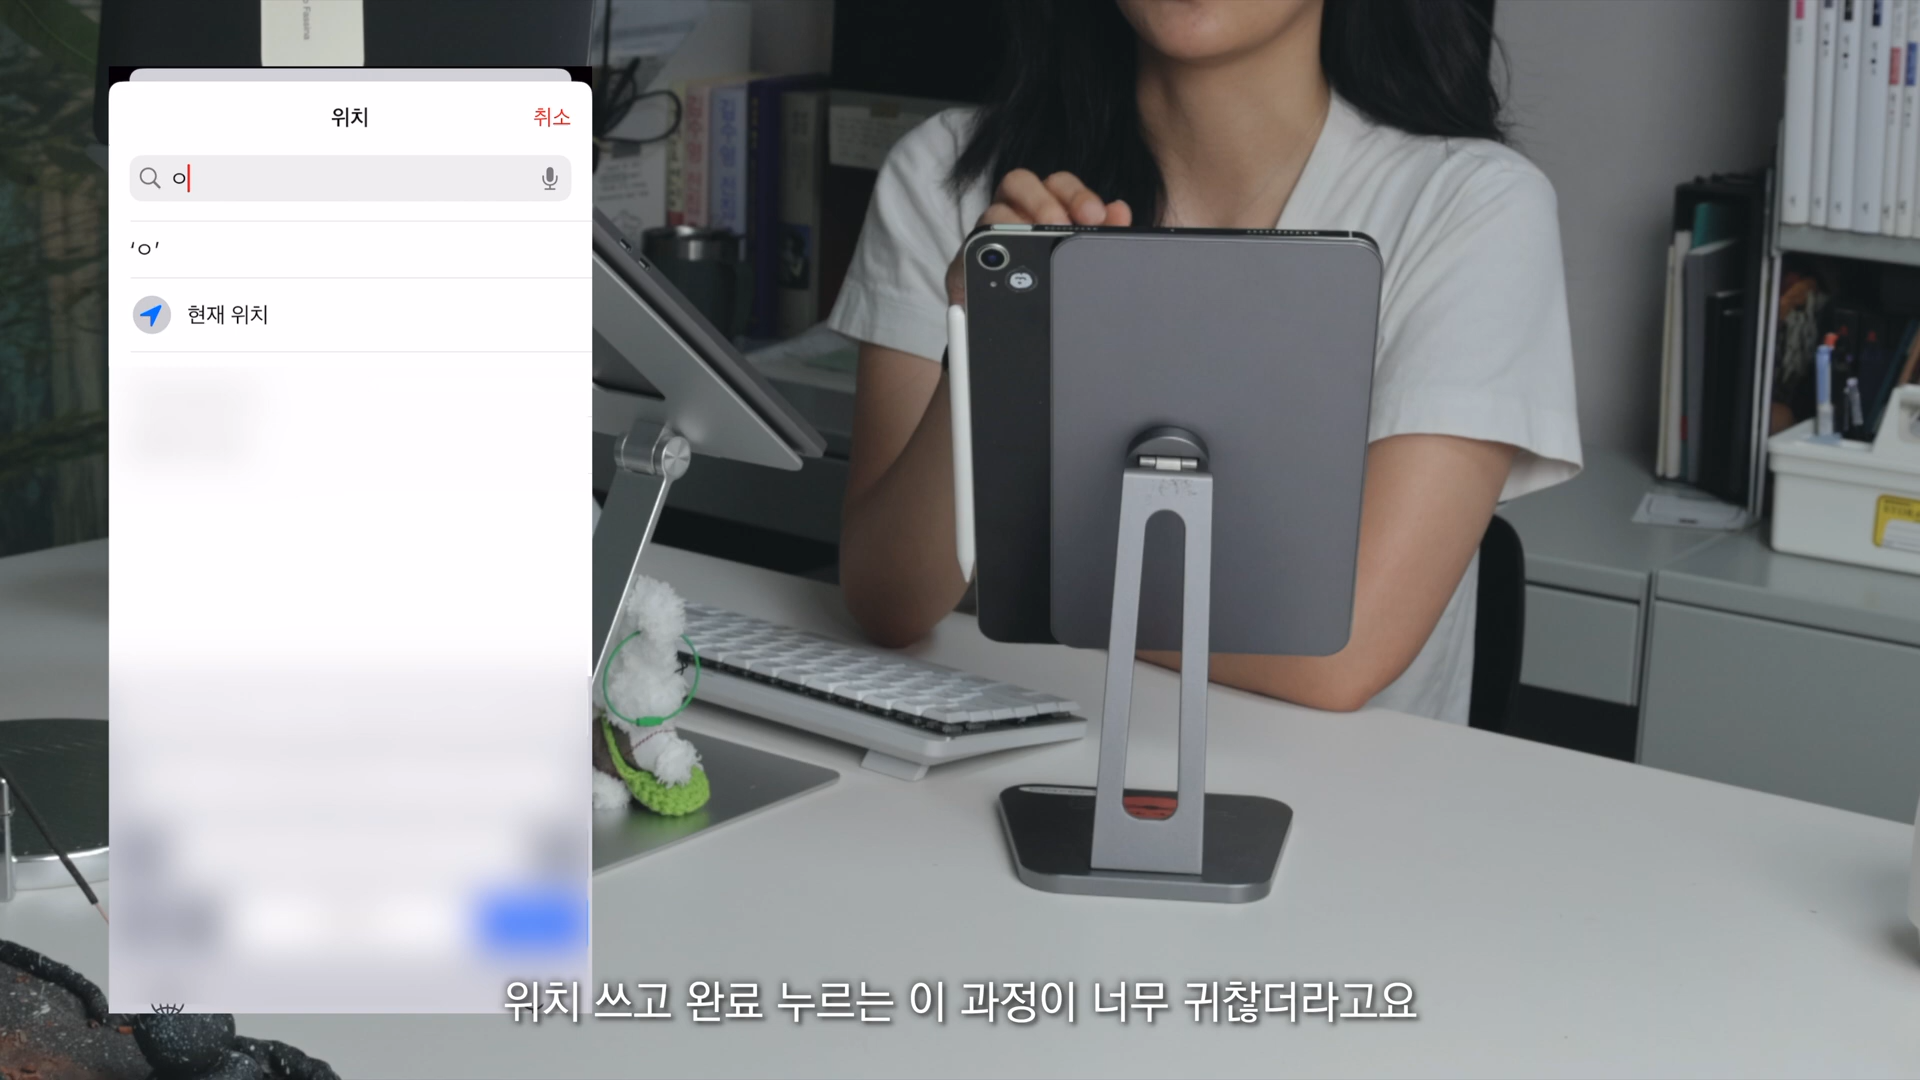 위치
취소
ㅇ
‘ㅇ’
현재 위치
위치 쓰고 완료 누르는 이 과정이 너무 귀찮더라고요